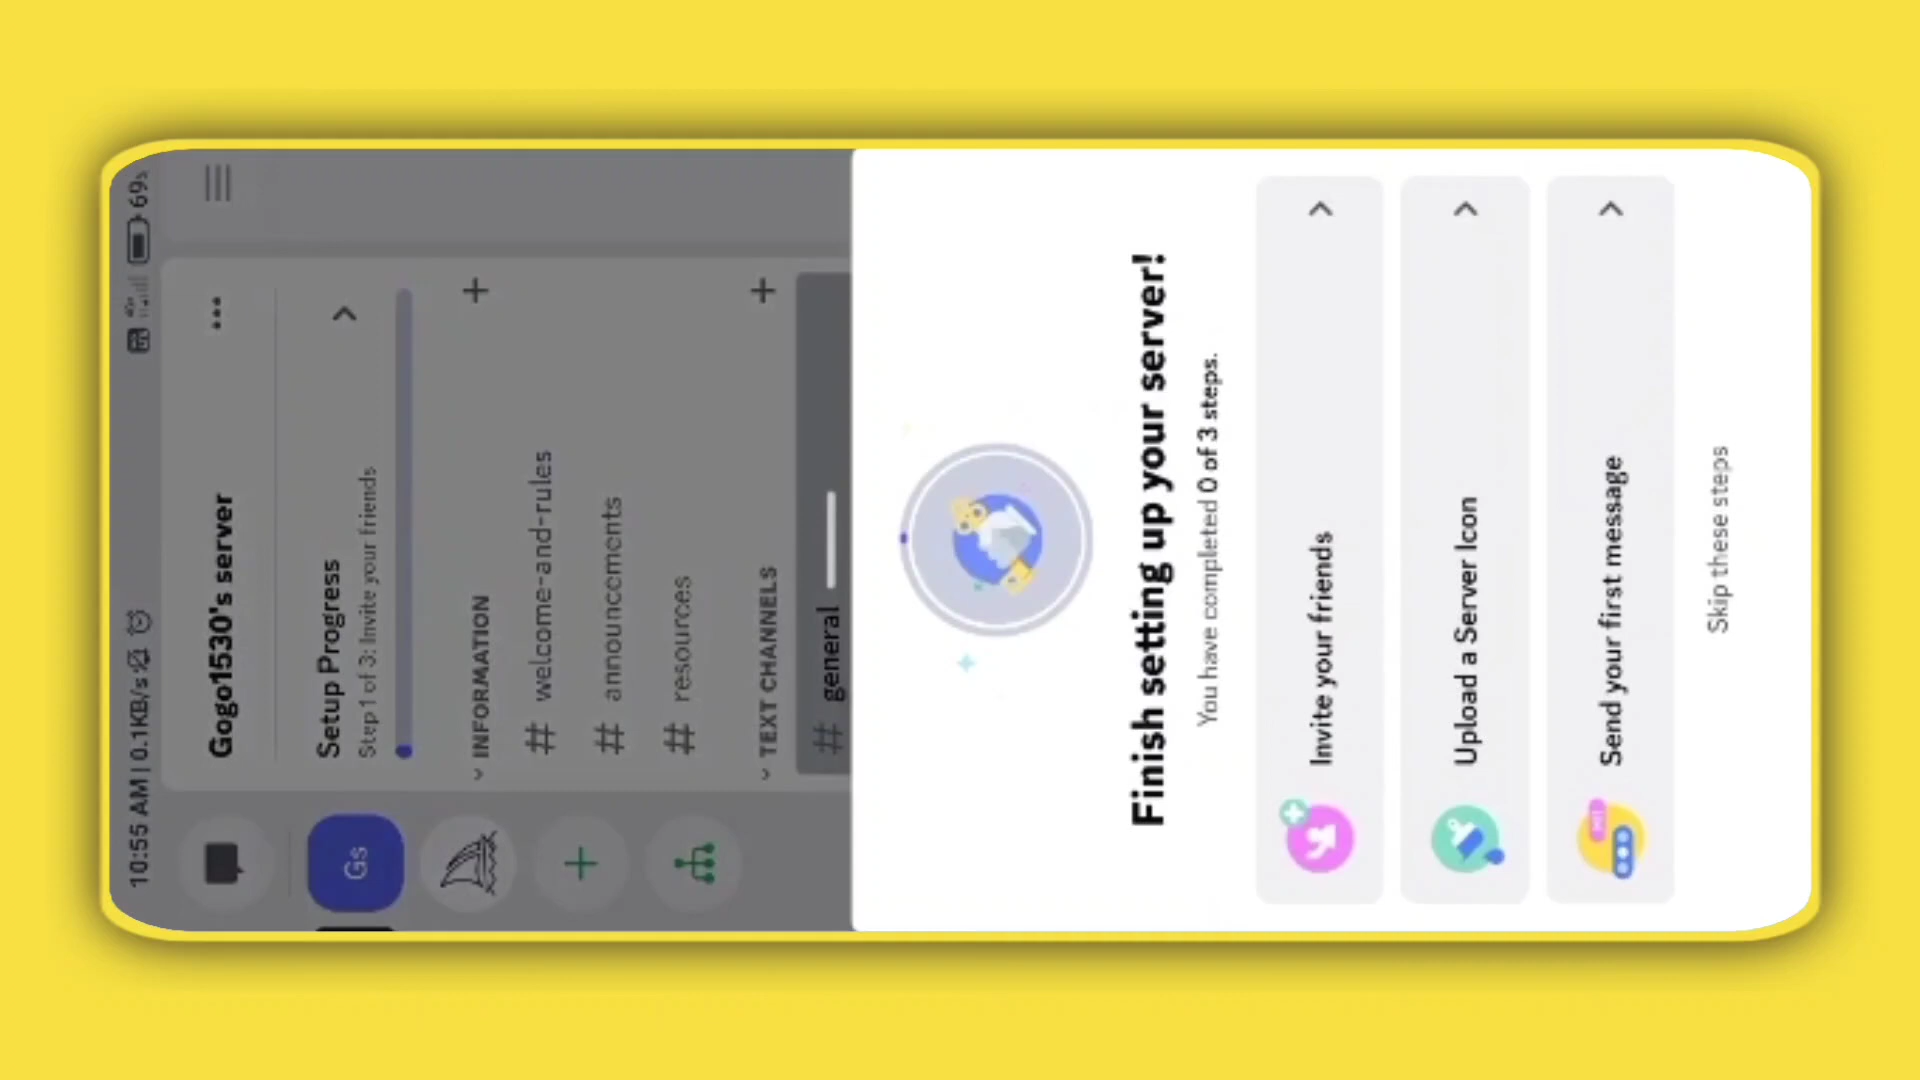 10:55 AM | 0.1KB/s
69
Gogo1530's server
...
Setup Progress
Step 1 of 3: Invite your friends
INFORMATION
# welcome-and-rules
# announcements
# resources
TEXT CHANNELS
# general
Gs
Finish setting up your server!
You have completed 0 of 3 steps.
Invite your friends
Upload a Server Icon
Send your first message
Skip these steps